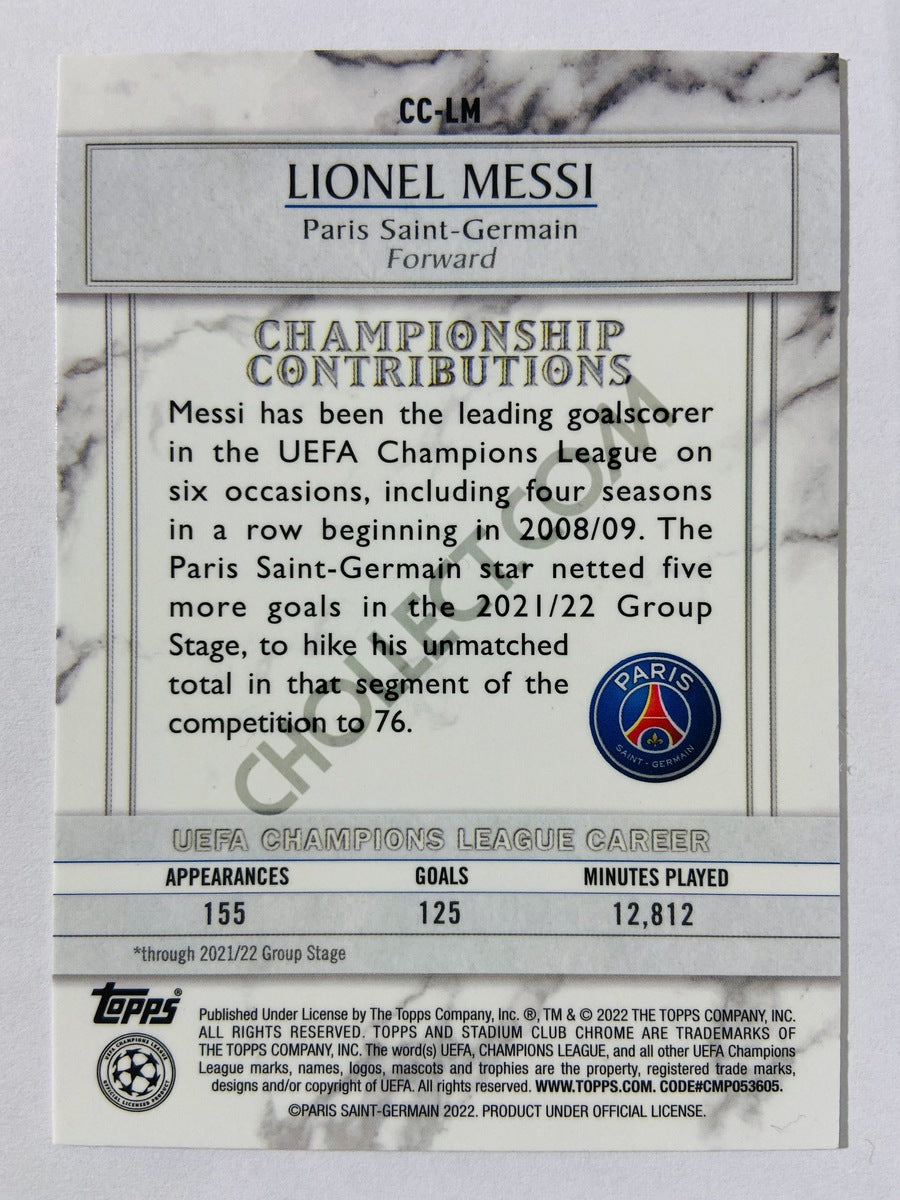 CC-LM
LIONEL MESSI
Paris Saint-Germain
Forward
CHAMPIONSHIP
CONTRIBUTIONS
Messi has been the leading goalscorer
in the UEFA Champions League on
six occasions, including four seasons
in a row beginning in 2008/09. The
Paris Saint-Germain star netted five
more goals in the 2021/22 Group
Stage, to hike his unmatched
total in that segment of the
competition to 76.
PARIS
SAINT-GERMAIN
CHOLLECT.COM
UEFA CHAMPIONS LEAGUE CAREER
APPEARANCES GOALS MINUTES PLAYED
155 125 12,812
*through 2021/22 Group Stage
Topps®
UEFA CHAMPIONS LEAGUE
OFFICIAL LICENSED PRODUCT
Published Under License by The Topps Company, Inc. ®, TM & © 2022 THE TOPPS COMPANY, INC.
ALL RIGHTS RESERVED. TOPPS AND STADIUM CLUB CHROME ARE TRADEMARKS OF
THE TOPPS COMPANY, INC. The word(s) UEFA, CHAMPIONS LEAGUE, and all other UEFA Champions
League marks, names, logos, mascots and trophies are the property, registered trade marks,
designs and/or copyright of UEFA. All rights reserved. WWW.TOPPS.COM. CODE#CMP053605.
©PARIS SAINT-GERMAIN 2022. PRODUCT UNDER OFFICIAL LICENSE.